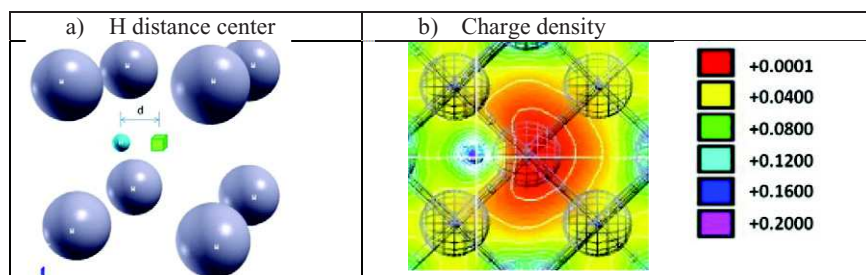 a) H distance center
b) Charge density
W
W
W
W
d
H
W
W
W
W
+0.0001
+0.0400
+0.0800
+0.1200
+0.1600
+0.2000